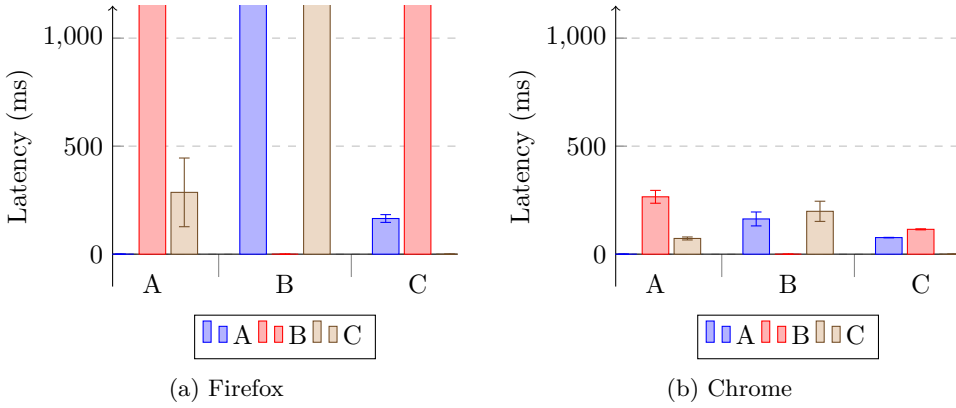 Latency (ms)
1,000
500
0
A
B
C
A
B
C
(a) Firefox
Latency (ms)
1,000
500
0
A
B
C
A
B
C
(b) Chrome